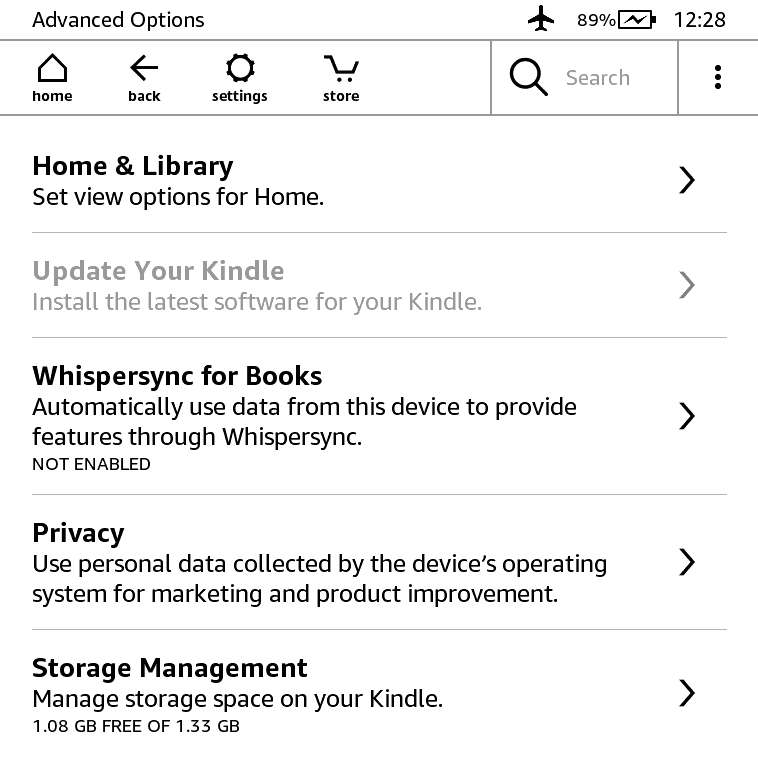 Advanced Options
89%
12:28
home
back
settings
store
Search
Home & Library
Set view options for Home.
Update Your Kindle
Install the latest software for your Kindle.
Whispersync for Books
Automatically use data from this device to provide
features through Whispersync.
NOT ENABLED
Privacy
Use personal data collected by the device’s operating
system for marketing and product improvement.
Storage Management
Manage storage space on your Kindle.
1.08 GB FREE OF 1.33 GB